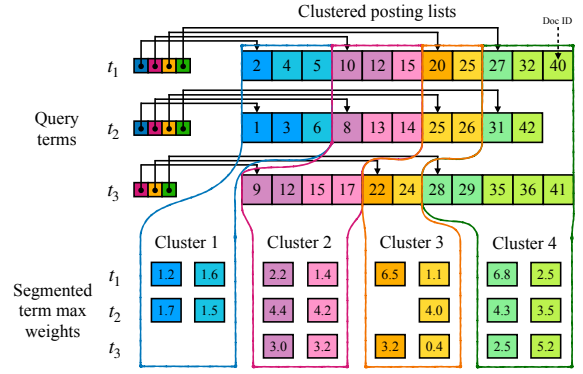 Clustered posting lists
Doc ID
t1 2 4 5 10 12 15 20 25 27 32 40
Query terms
t2 1 3 6 8 13 14 25 26 31 42
t3 9 12 15 17 22 24 28 29 35 36 41
Cluster 1 Cluster 2 Cluster 3 Cluster 4
t1 1.2 1.6 2.2 1.4 6.5 1.1 6.8 2.5
Segmented term max weights
t2 1.7 1.5 4.4 4.2 4.0 4.3 3.5
t3 3.0 3.2 3.2 0.4 2.5 5.2